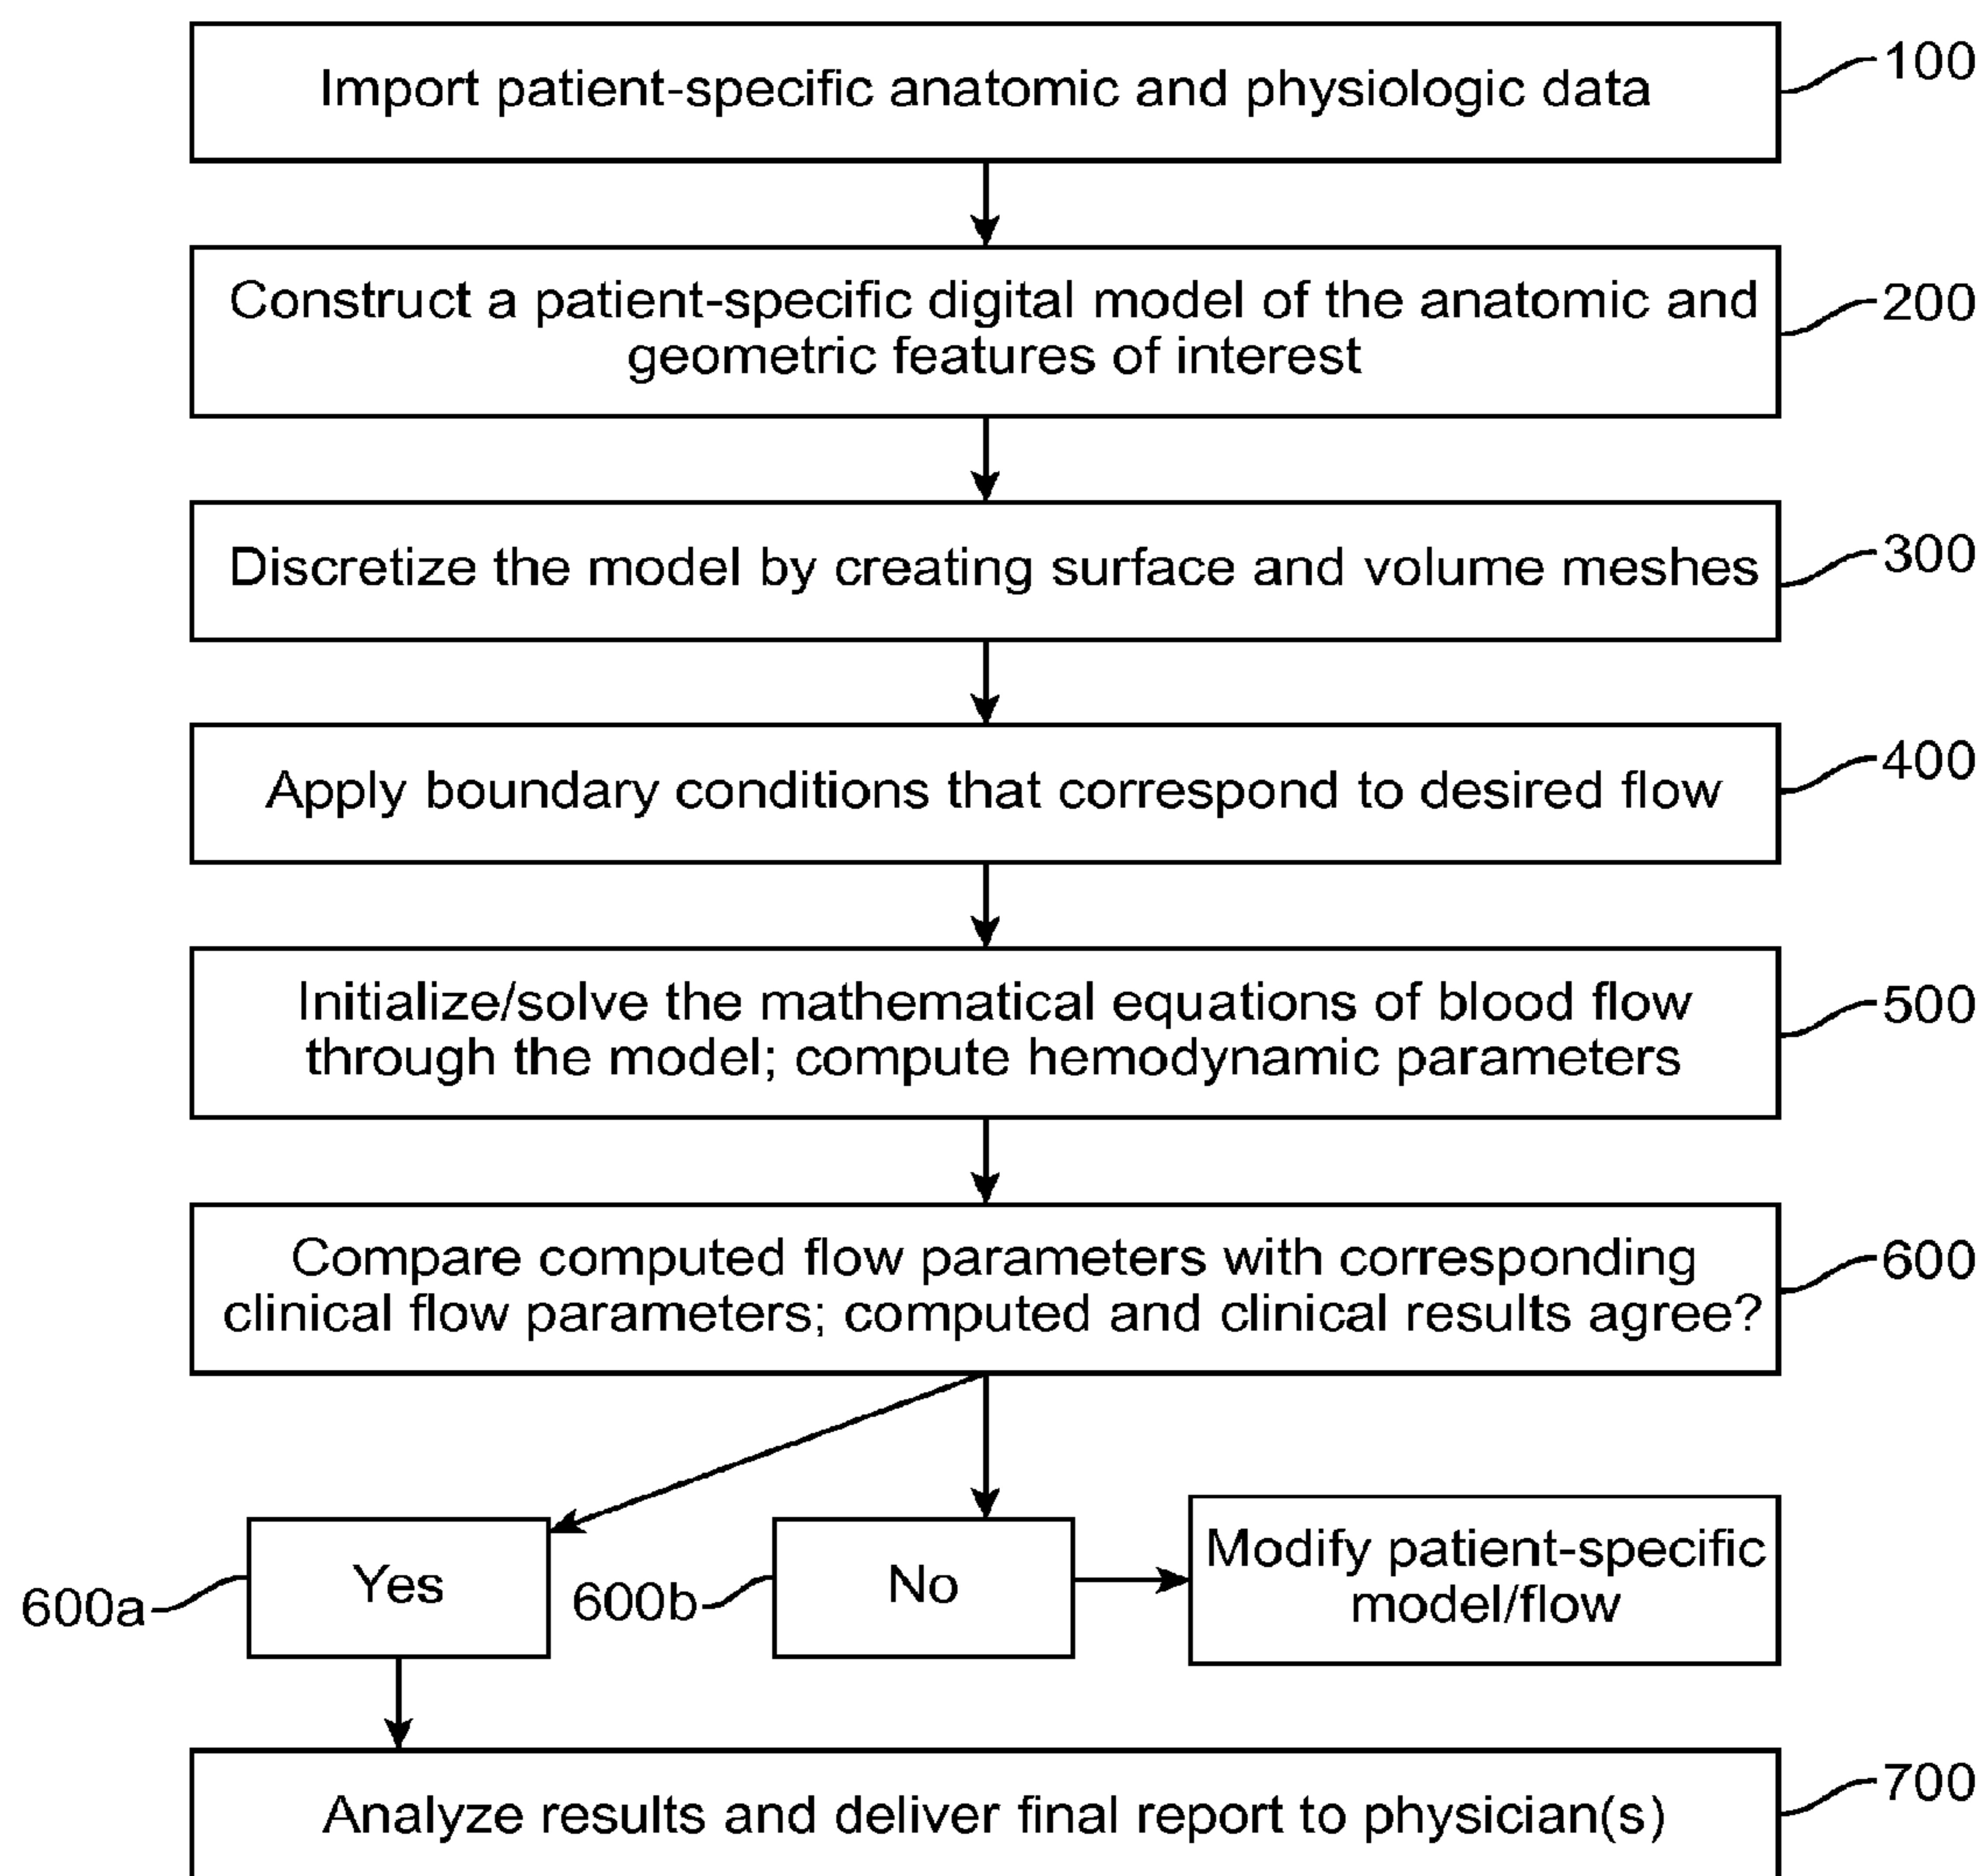 Import patient-specific anatomic and physiologic data
100
Construct a patient-specific digital model of the anatomic and
geometric features of interest
200
Discretize the model by creating surface and volume meshes
300
Apply boundary conditions that correspond to desired flow
400
Initialize/solve the mathematical equations of blood flow
through the model; compute hemodynamic parameters
500
Compare computed flow parameters with corresponding
clinical flow parameters; computed and clinical results agree?
600
600a
Yes
600b
No
Modify patient-specific
model/flow
Analyze results and deliver final report to physician(s)
700